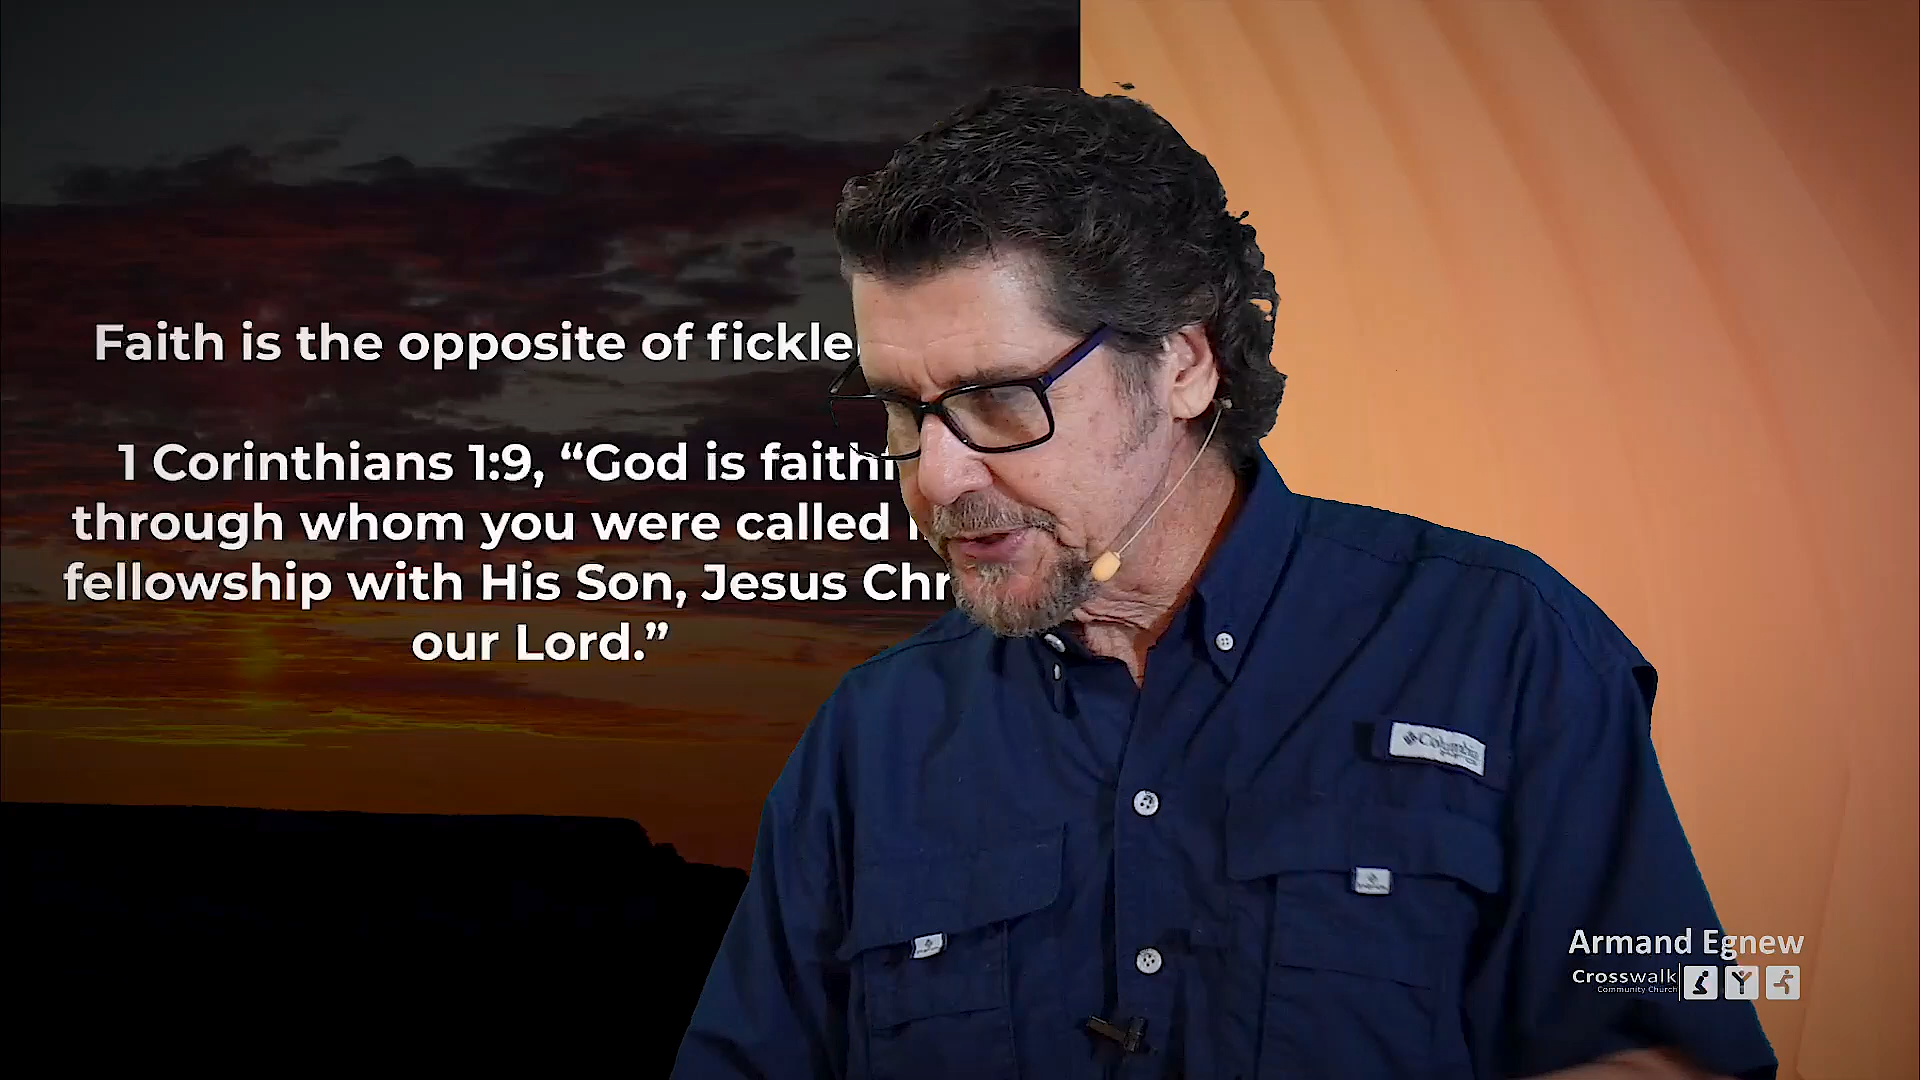 Faith is the opposite of fickle
1 Corinthians 1:9, “God is faithf
through whom you were called
fellowship with His Son, Jesus Chr
our Lord.”
Columbia
Armand Egnew
Crosswalk
Community Church